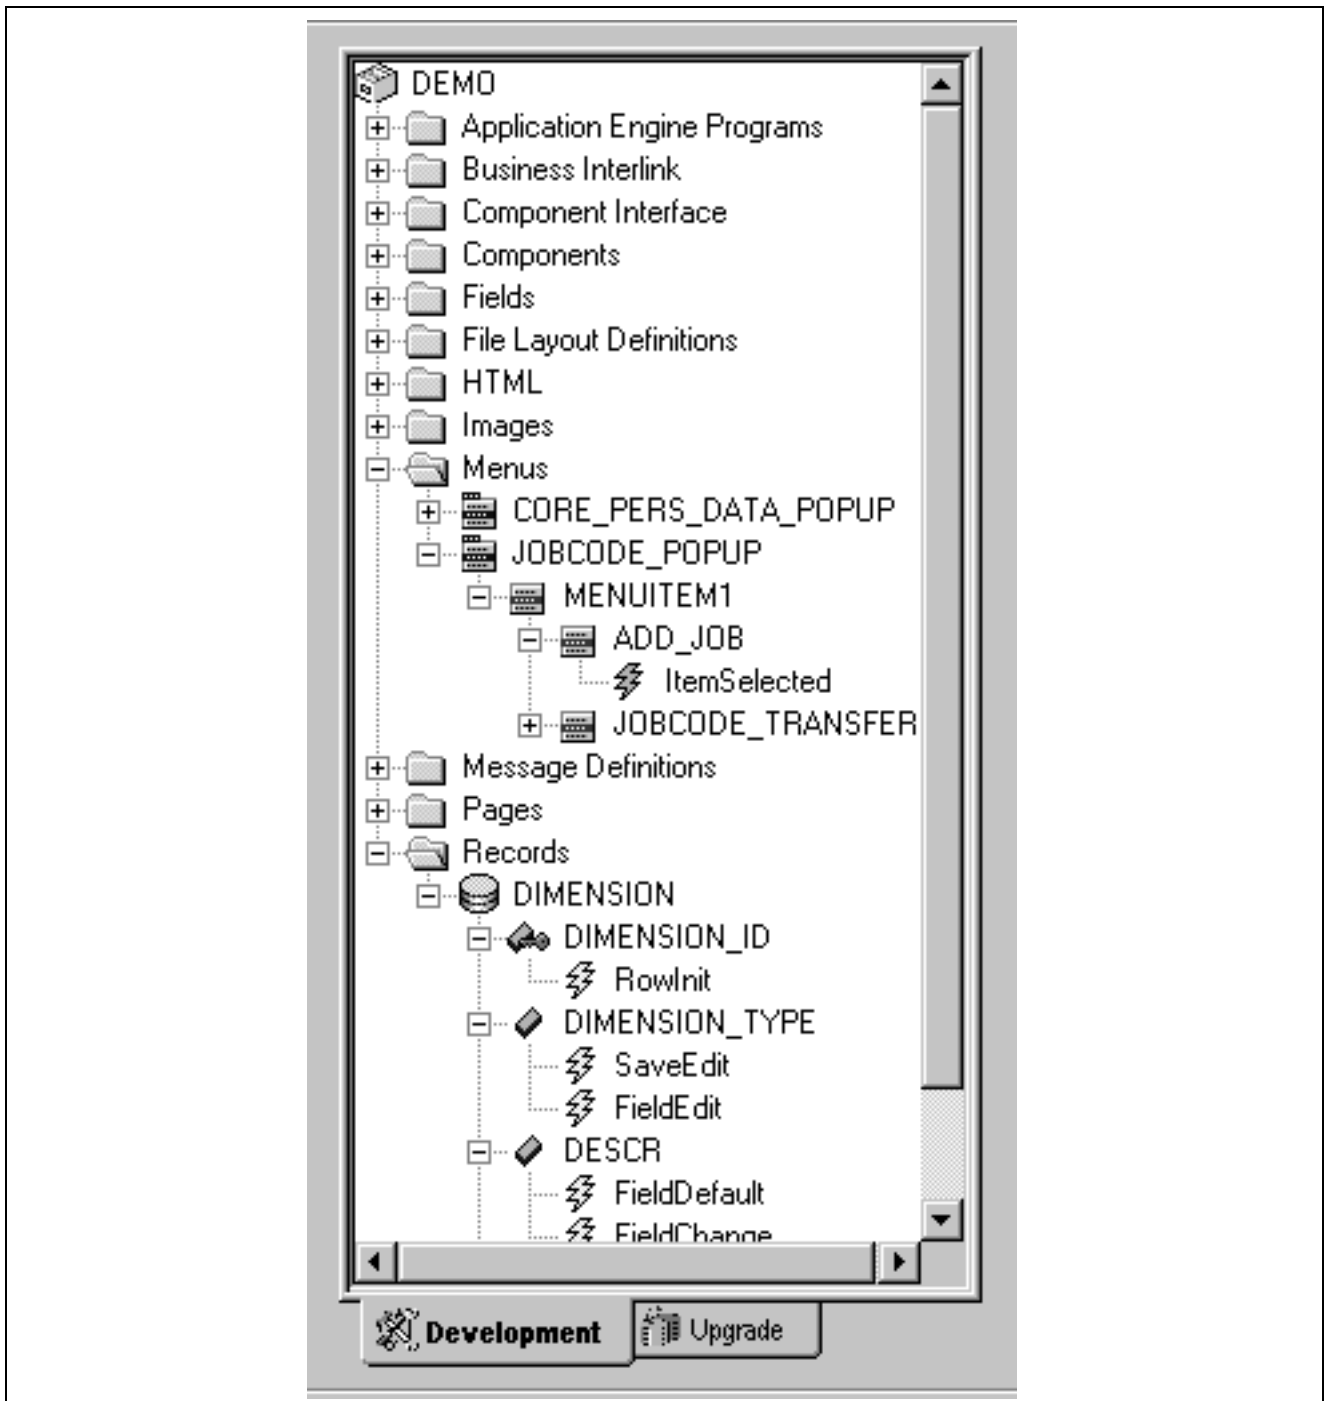 DEMO
Application Engine Programs
Business Interlink
Component Interface
Components
Fields
File Layout Definitions
HTML
Images
Menus
CORE_PERS_DATA_POPUP
JOBCODE_POPUP
MENUITEM1
ADD_JOB
ItemSelected
JOBCODE_TRANSFER
Message Definitions
Pages
Records
DIMENSION
DIMENSION_ID
RowInit
DIMENSION_TYPE
SaveEdit
FieldEdit
DESCR
FieldDefault
FieldChange
Development Upgrade